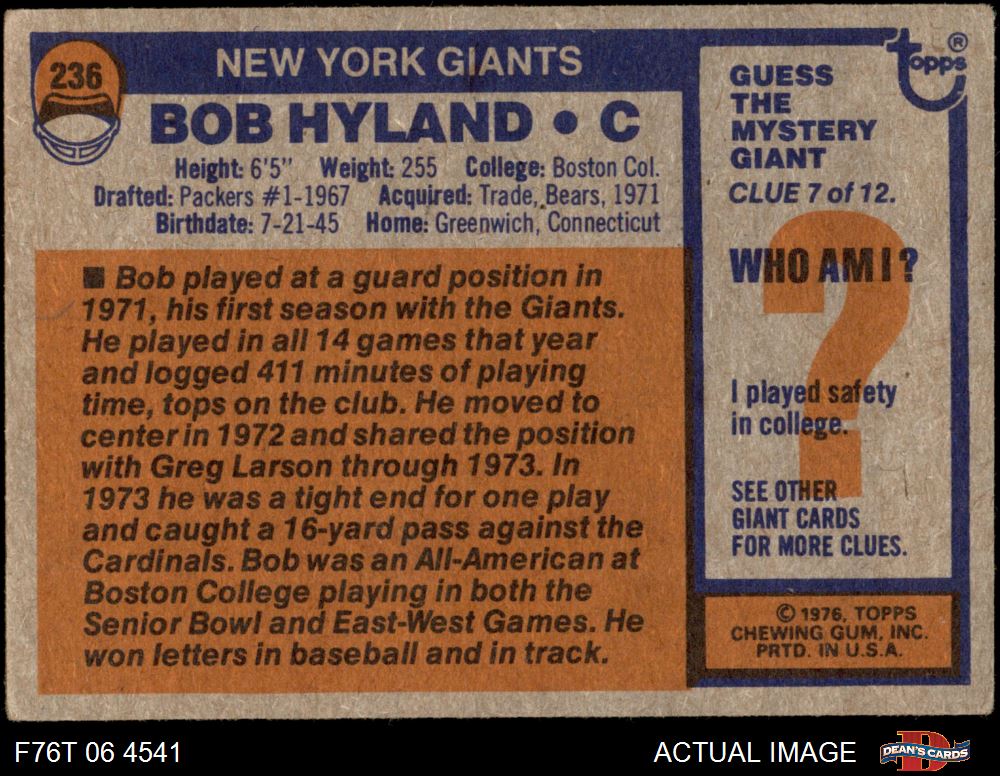 236
NEW YORK GIANTS
BOB HYLAND • C
Height: 6'5" Weight: 255 College: Boston Col.
Drafted: Packers #1-1967 Acquired: Trade, Bears, 1971
Birthdate: 7-21-45 Home: Greenwich, Connecticut
■ Bob played at a guard position in
1971, his first season with the Giants.
He played in all 14 games that year
and logged 411 minutes of playing
time, tops on the club. He moved to
center in 1972 and shared the position
with Greg Larson through 1973. In
1973 he was a tight end for one play
and caught a 16-yard pass against the
Cardinals. Bob was an All-American at
Boston College playing in both the
Senior Bowl and East-West Games. He
won letters in baseball and in track.
topps®
GUESS
THE
MYSTERY
GIANT
CLUE 7 of 12.
?
WHO AM I?
I played safety
in college.
SEE OTHER
GIANT CARDS
FOR MORE CLUES.
© 1976, TOPPS
CHEWING GUM, INC.
PRTD. IN U.S.A.
F76T 06 4541
ACTUAL IMAGE
D
DEAN'S CARDS